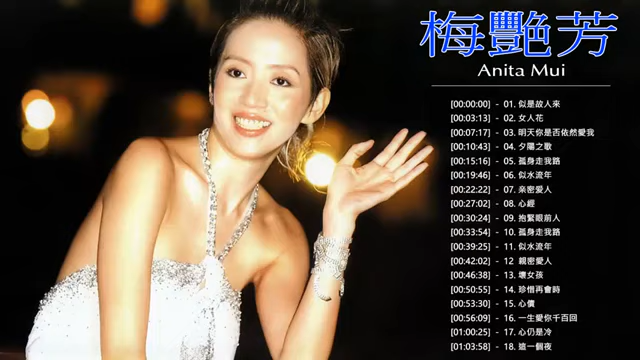 梅艷芳
Anita Mui
[00:00:00] - 01. 似是故人來
[00:03:13] - 02. 女人花
[00:07:17] - 03. 明天你是否依然愛我
[00:10:43] - 04. 夕陽之歌
[00:15:16] - 05. 孤身走我路
[00:19:46] - 06. 似水流年
[00:22:22] - 07. 亲密爱人
[00:27:02] - 08. 心經
[00:30:24] - 09. 抱緊眼前人
[00:33:54] - 10. 孤身走我路
[00:39:25] - 11. 似水流年
[00:42:02] - 12 親密愛人
[00:46:38] - 13. 壞女孩
[00:50:55] - 14. 珍惜再會時
[00:53:30] - 15. 心債
[00:56:09] - 16. 一生愛你千百回
[01:00:25] - 17. 心仍是冷
[01:03:58] - 18. 這一個夜